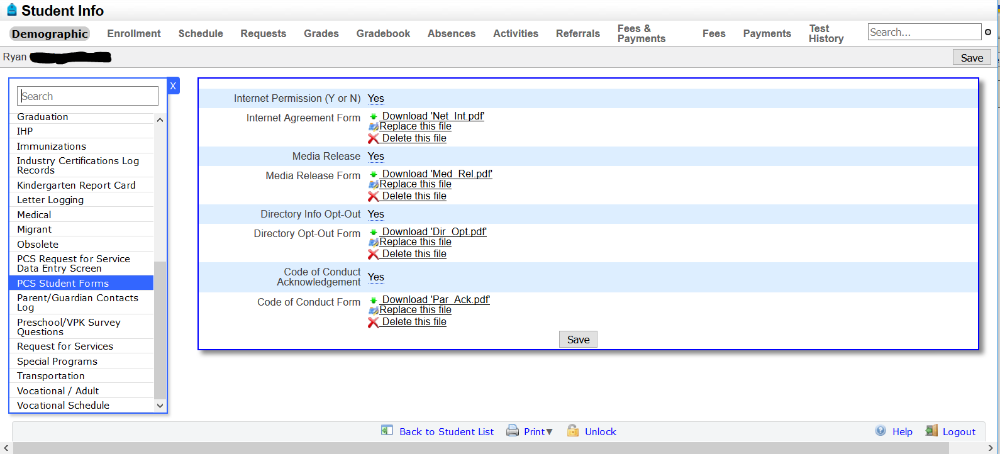 Student Info
Demographic Enrollment Schedule Requests Grades Gradebook Absences Activities Referrals Fees & Payments Fees Payments Test History Search...
Ryan
Save
X
Search
Graduation
IHP
Immunizations
Industry Certifications Log
Records
Kindergarten Report Card
Letter Logging
Medical
Migrant
Obsolete
PCS Request for Service
Data Entry Screen
PCS Student Forms
Parent/Guardian Contacts
Log
Preschool/VPK Survey
Questions
Request for Services
Special Programs
Transportation
Vocational / Adult
Vocational Schedule
Internet Permission (Y or N) Yes
Internet Agreement Form Download 'Net_Int.pdf'
Replace this file
Delete this file
Media Release Yes
Media Release Form Download 'Med_Rel.pdf'
Replace this file
Delete this file
Directory Info Opt-Out Yes
Directory Opt-Out Form Download 'Dir_Opt.pdf'
Replace this file
Delete this file
Code of Conduct
Acknowledgement Yes
Code of Conduct Form Download 'Par_Ack.pdf'
Replace this file
Delete this file
Save
Back to Student List Print Unlock Help Logout